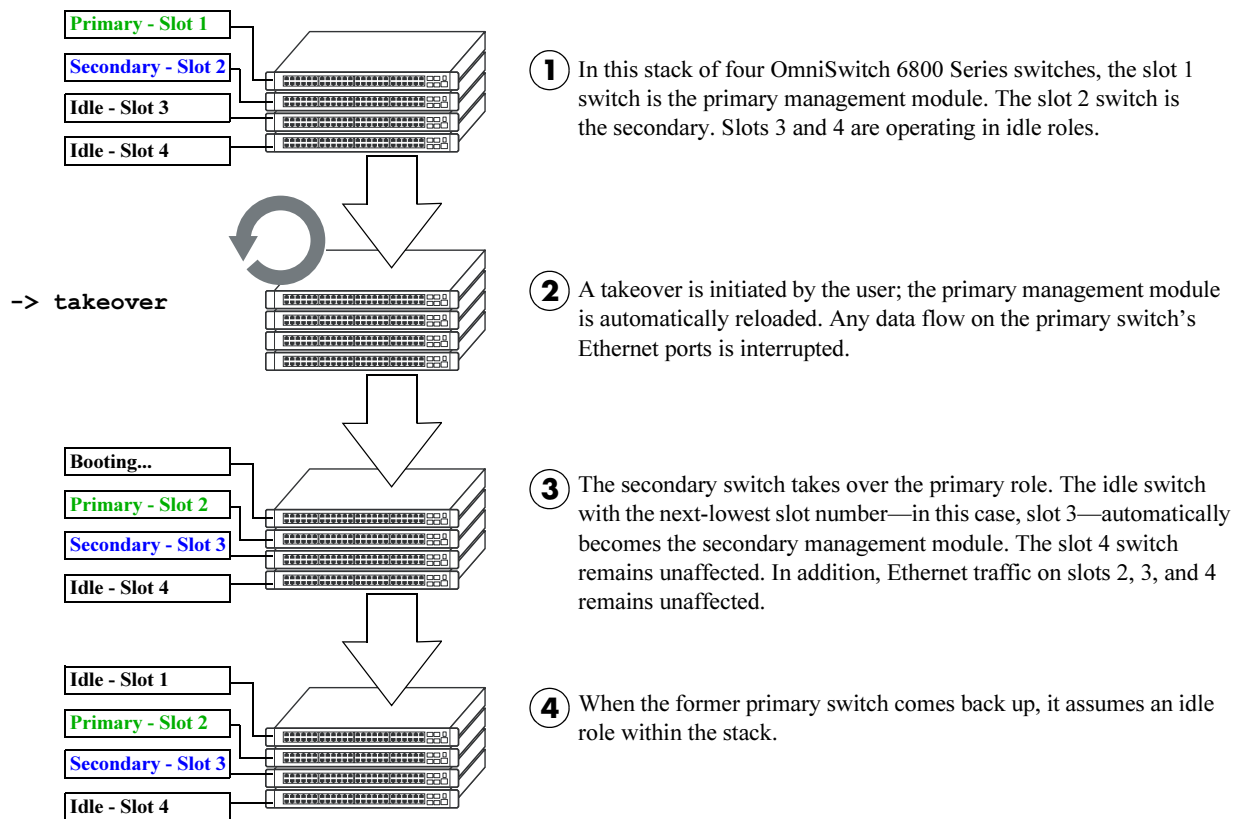 Primary - Slot 1
Secondary - Slot 2
Idle - Slot 3
Idle - Slot 4
1
In this stack of four OmniSwitch 6800 Series switches, the slot 1
switch is the primary management module. The slot 2 switch is
the secondary. Slots 3 and 4 are operating in idle roles.
-> takeover
2
A takeover is initiated by the user; the primary management module
is automatically reloaded. Any data flow on the primary switch’s
Ethernet ports is interrupted.
Booting...
Primary - Slot 2
Secondary - Slot 3
Idle - Slot 4
3
The secondary switch takes over the primary role. The idle switch
with the next-lowest slot number—in this case, slot 3—automatically
becomes the secondary management module. The slot 4 switch
remains unaffected. In addition, Ethernet traffic on slots 2, 3, and 4
remains unaffected.
Idle - Slot 1
Primary - Slot 2
Secondary - Slot 3
Idle - Slot 4
4
When the former primary switch comes back up, it assumes an idle
role within the stack.